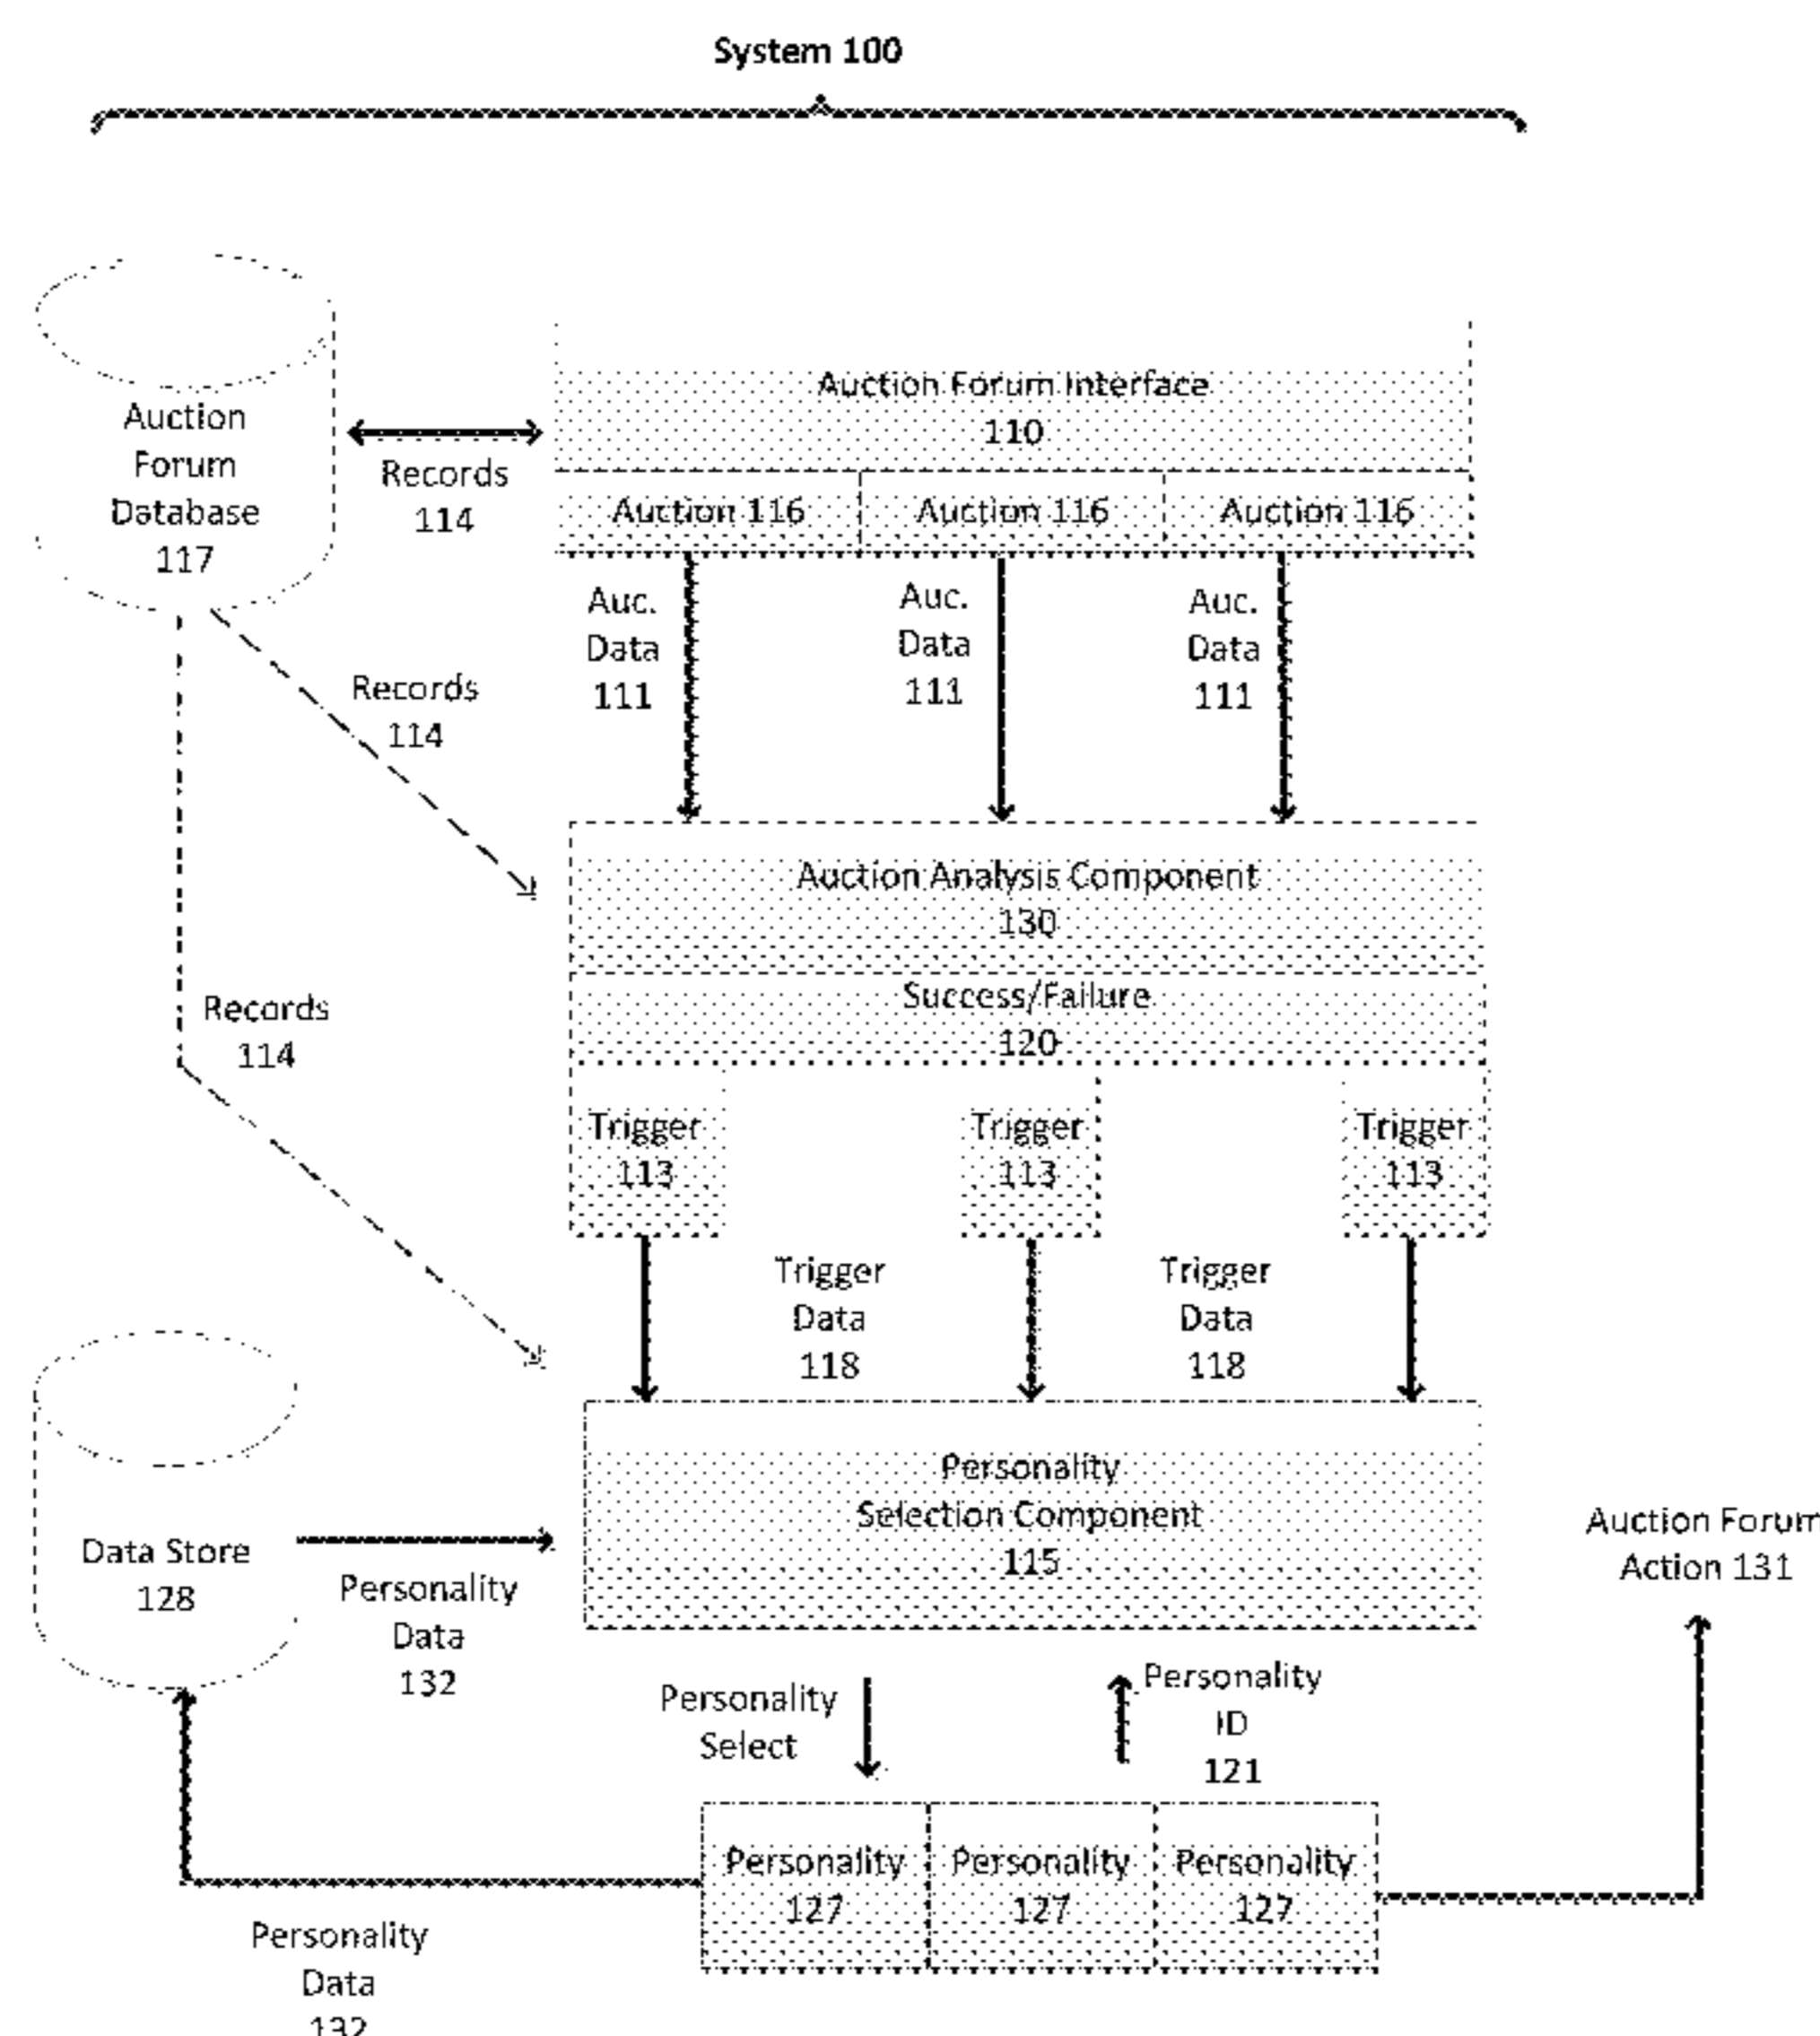 System 100
Auction
Forum
Database
117
Records
114
Auction Forum Interface
110
Auction 116
Auction 116
Auction 116
Auc.
Data
111
Auc.
Data
111
Auc.
Data
111
Records
114
Auction Analysis Component
130
Success/Failure
120
Records
114
Trigger
113
Trigger
113
Trigger
113
Trigger
Data
118
Trigger
Data
118
Personality
Selection Component
115
Data Store
128
Personality
Data
132
Auction Forum
Action 131
Personality
Select
Personality
ID
121
Personality
127
Personality
127
Personality
127
Personality
Data
132